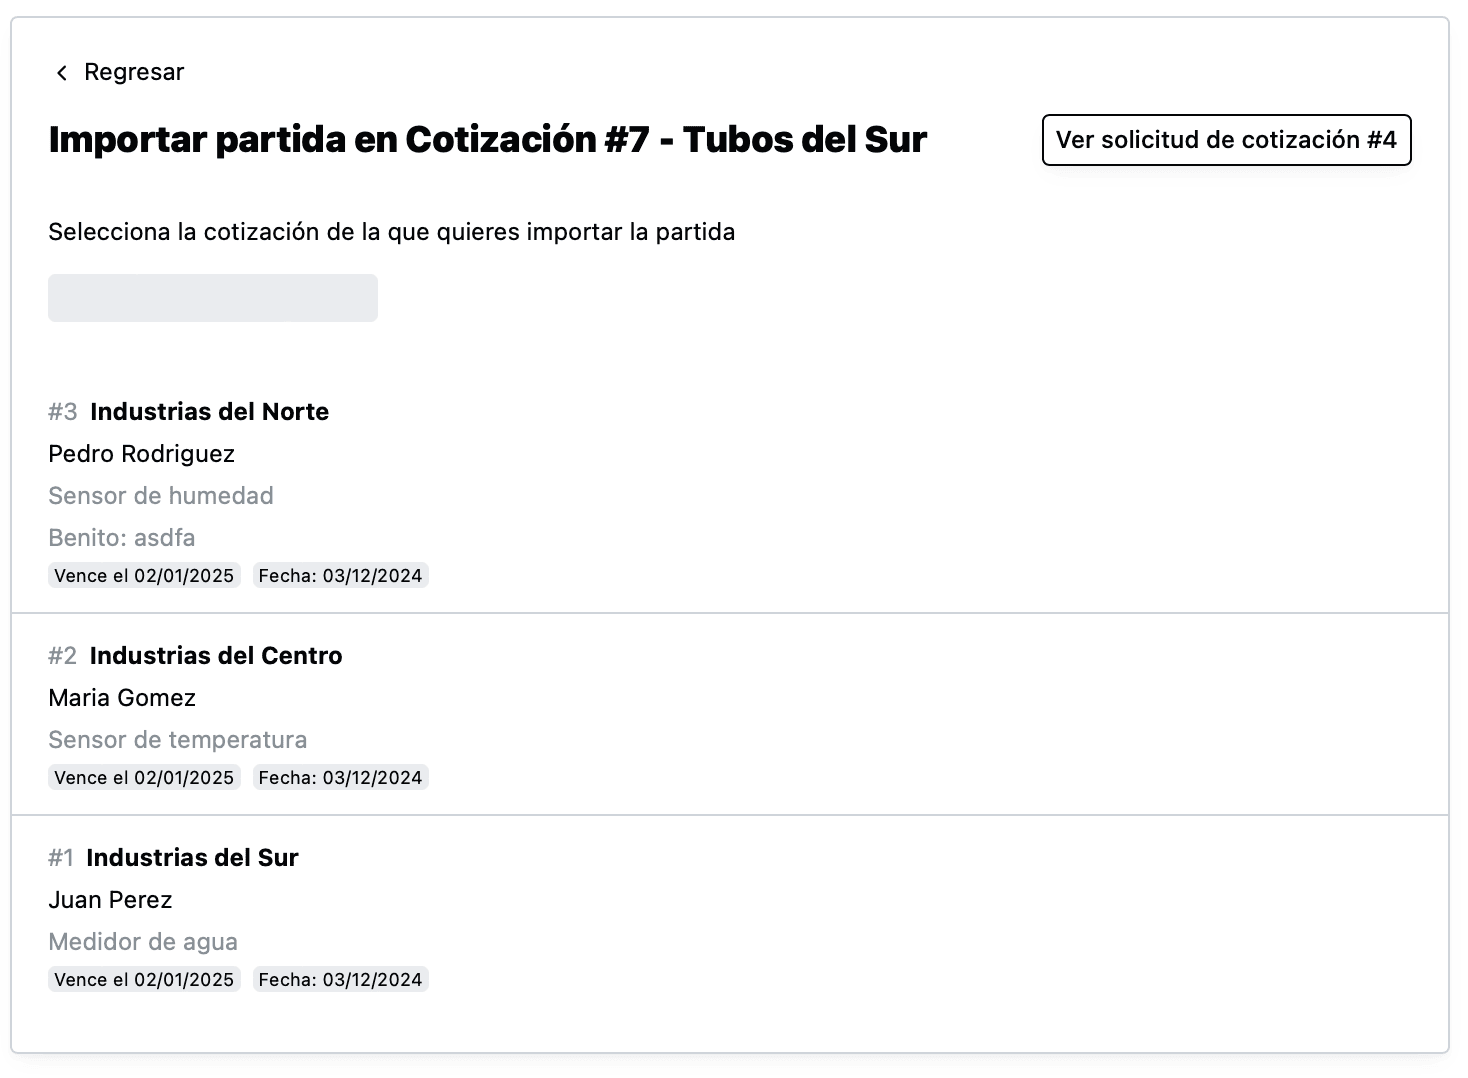 Regresar
Importar partida en Cotización #7 - Tubos del Sur
Ver solicitud de cotización #4
Selecciona la cotización de la que quieres importar la partida
#3 Industrias del Norte
Pedro Rodriguez
Sensor de humedad
Benito: asdfa
Vence el 02/01/2025 Fecha: 03/12/2024
#2 Industrias del Centro
Maria Gomez
Sensor de temperatura
Vence el 02/01/2025 Fecha: 03/12/2024
#1 Industrias del Sur
Juan Perez
Medidor de agua
Vence el 02/01/2025 Fecha: 03/12/2024